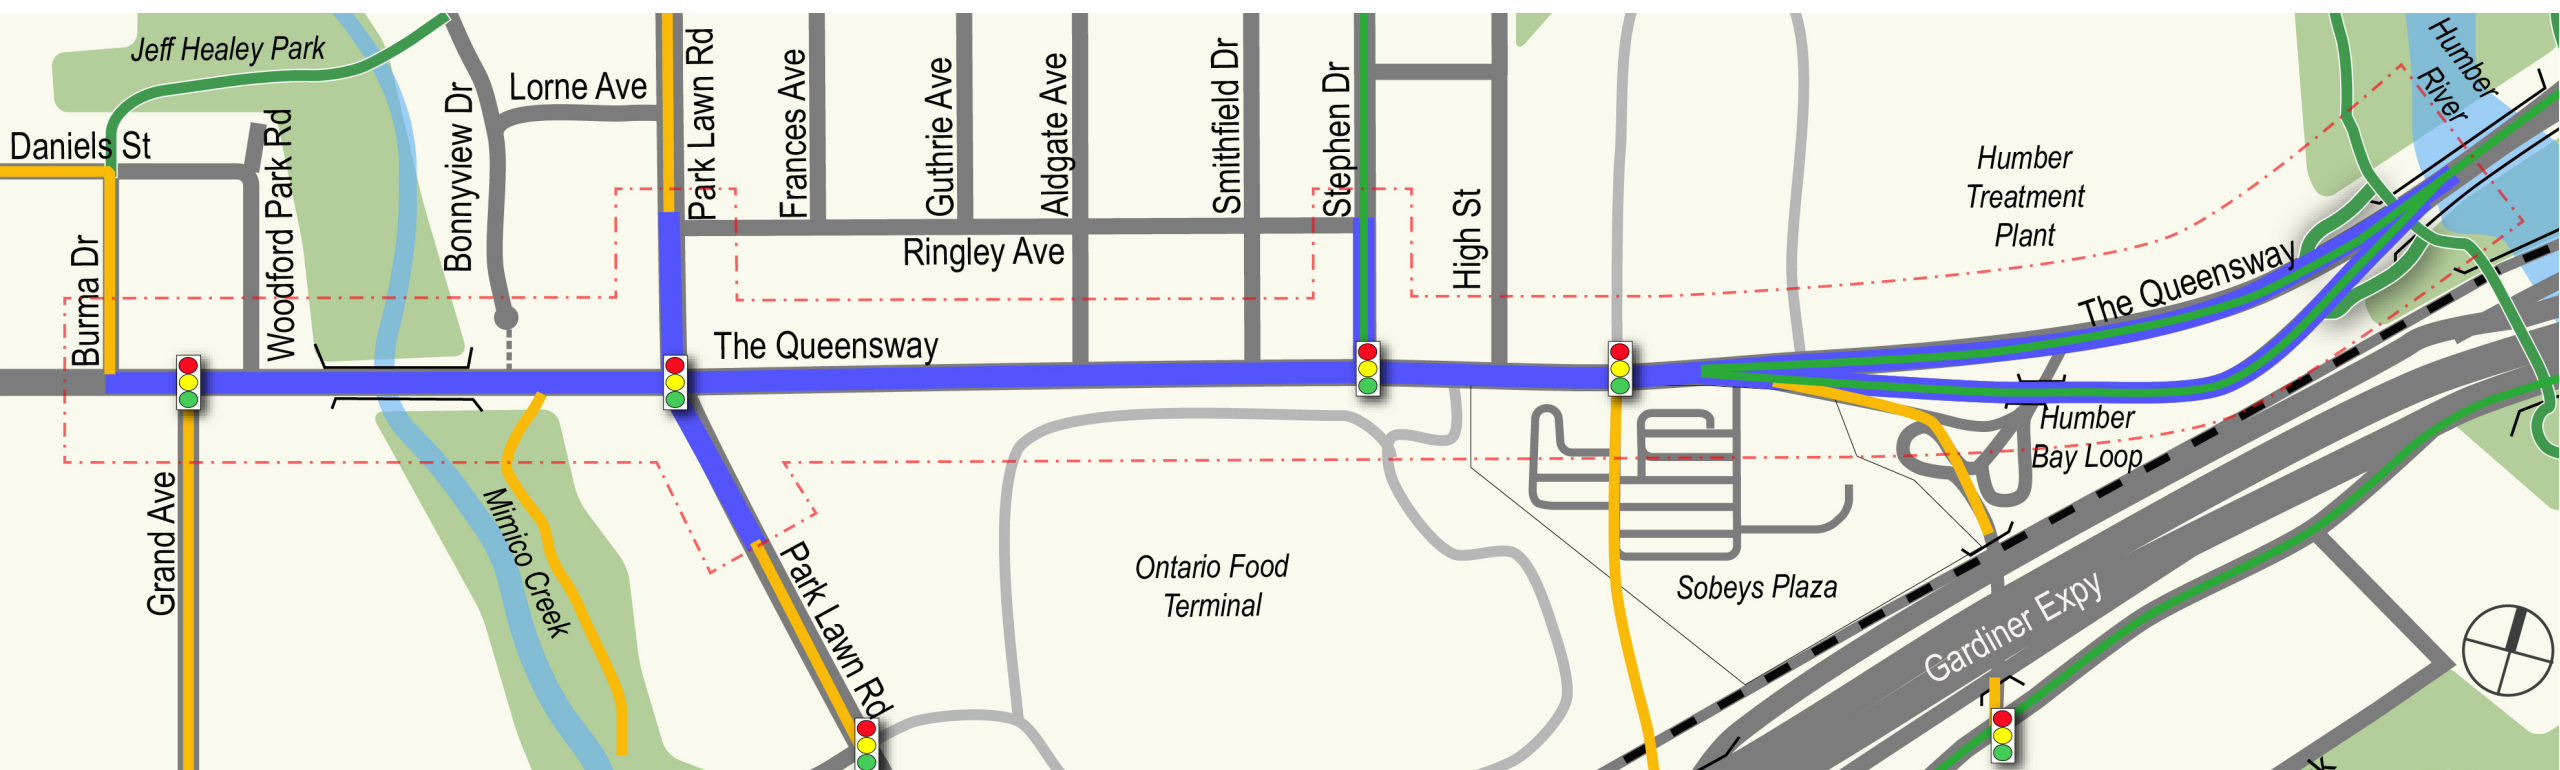 Jeff Healey Park
Daniels St
Burma Dr
Woodford Park Rd
Bonnyview Dr
Lorne Ave
Park Lawn Rd
Frances Ave
Guthrie Ave
Aldgate Ave
Smithfield Dr
Stephen Dr
High St
Ringley Ave
The Queensway
Humber
Treatment
Plant
Humber
River
The Queensway
Humber
Bay Loop
Grand Ave
Mimico Creek
Park Lawn Rd
Ontario Food
Terminal
Sobeys Plaza
Gardiner Expy